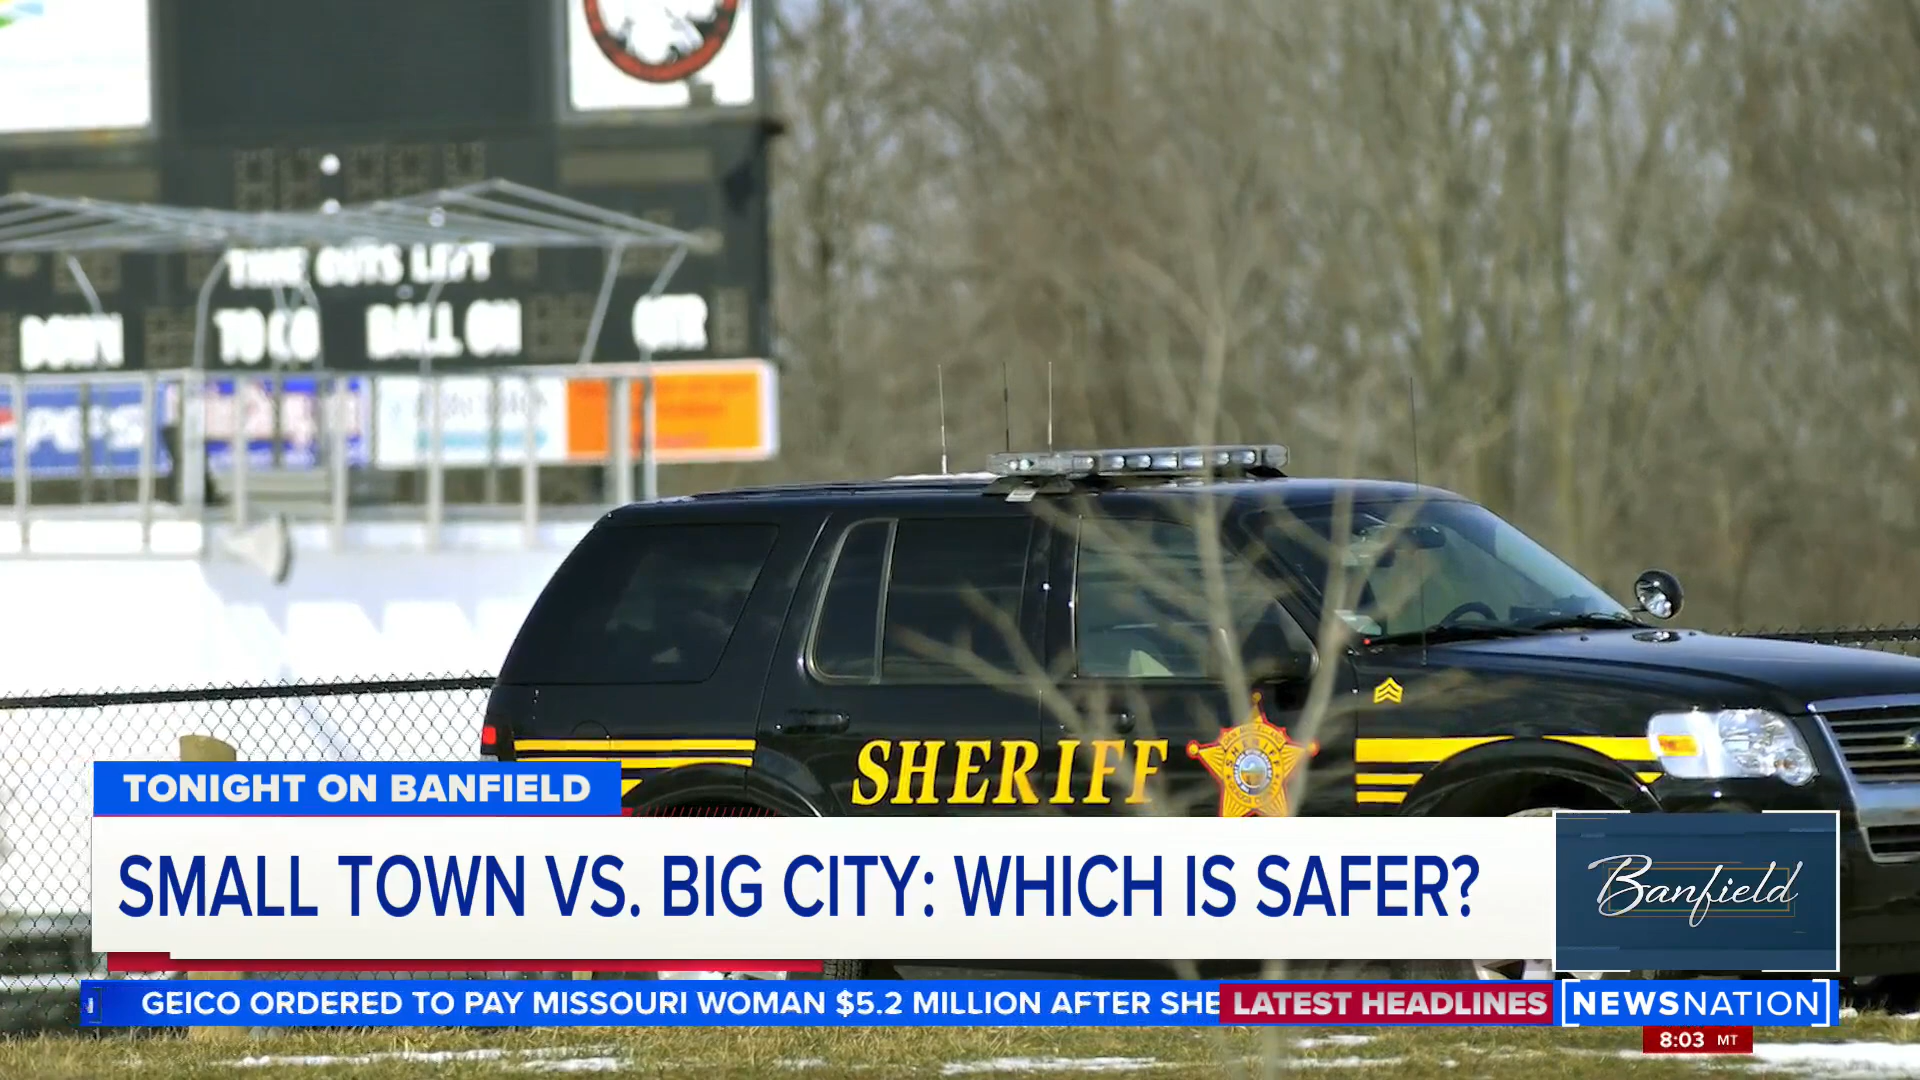 TIME OUTS LEFT
DOWN TO GO BALL ON QTR
PEPSI
SHERIFF
SHERIFF
TONIGHT ON BANFIELD
SMALL TOWN VS. BIG CITY: WHICH IS SAFER?
Banfield
GEICO ORDERED TO PAY MISSOURI WOMAN $5.2 MILLION AFTER SHE
LATEST HEADLINES
NEWSNATION
8:03 MT